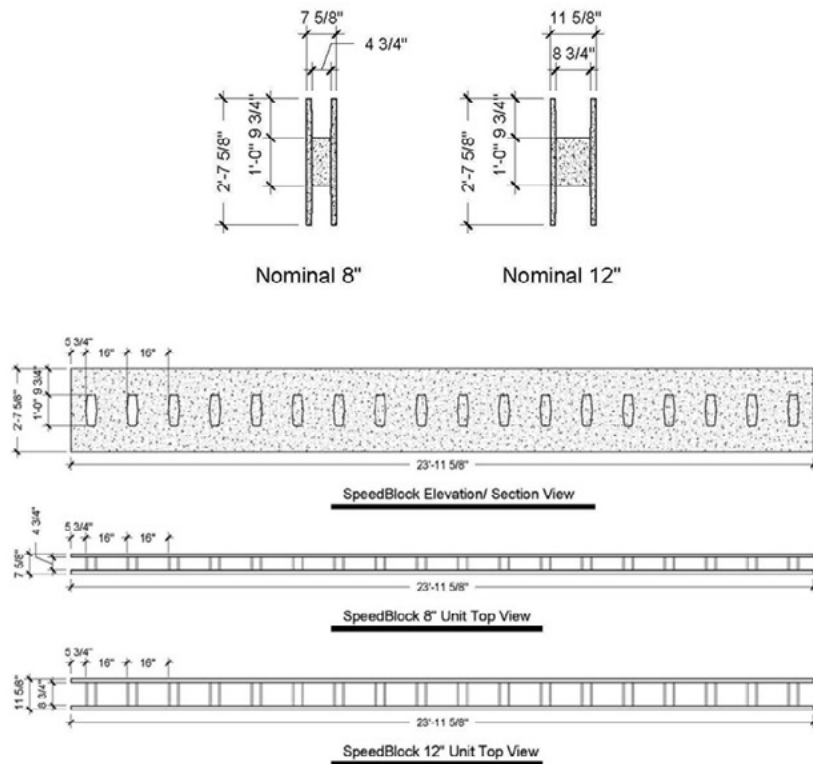 7 5/8"
4 3/4"
2'-7 5/8"
1'-0" 9 3/4"
Nominal 8"
11 5/8"
8 3/4"
2'-7 5/8"
1'-0" 9 3/4"
Nominal 12"
5 3/4" 16" 16"
2'-7 5/8"
1'-0" 9 3/4"
23'-11 5/8"
SpeedBlock Elevation/ Section View
4 3/4"
5 3/4" 16" 16"
7 5/8"
23'-11 5/8"
SpeedBlock 8" Unit Top View
5 3/4" 16" 16"
11 5/8"
8 3/4"
23'-11 5/8"
SpeedBlock 12" Unit Top View